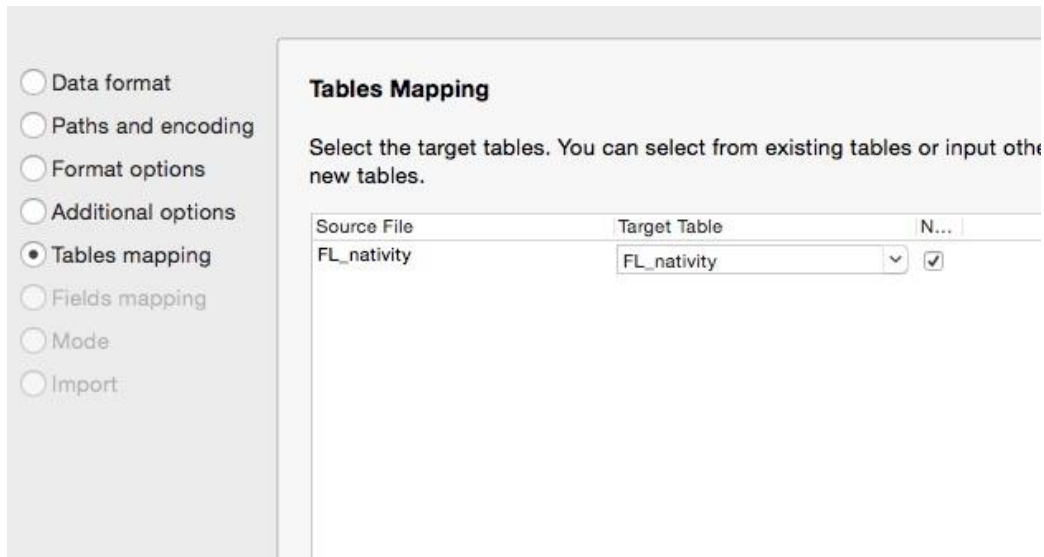 Data format
Paths and encoding
Format options
Additional options
Tables mapping
Fields mapping
Mode
Import
Tables Mapping
Select the target tables. You can select from existing tables or input othe
new tables.
Source File Target Table N...
FL_nativity FL_nativity